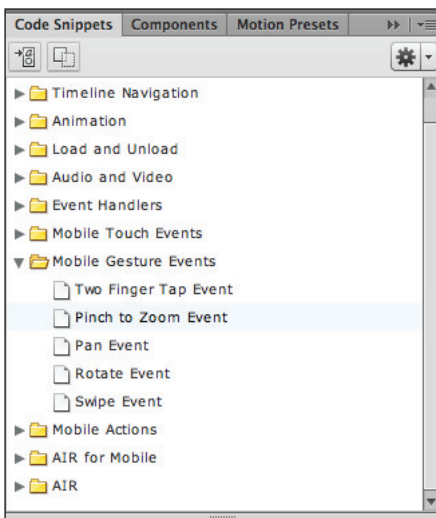 Code Snippets Components Motion Presets
Timeline Navigation
Animation
Load and Unload
Audio and Video
Event Handlers
Mobile Touch Events
Mobile Gesture Events
Two Finger Tap Event
Pinch to Zoom Event
Pan Event
Rotate Event
Swipe Event
Mobile Actions
AIR for Mobile
AIR